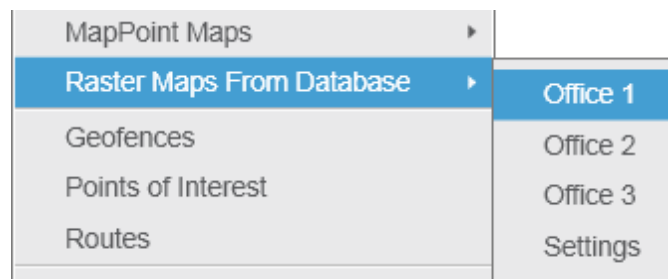 MapPoint Maps
Raster Maps From Database
Geofences
Points of Interest
Routes
Office 1
Office 2
Office 3
Settings